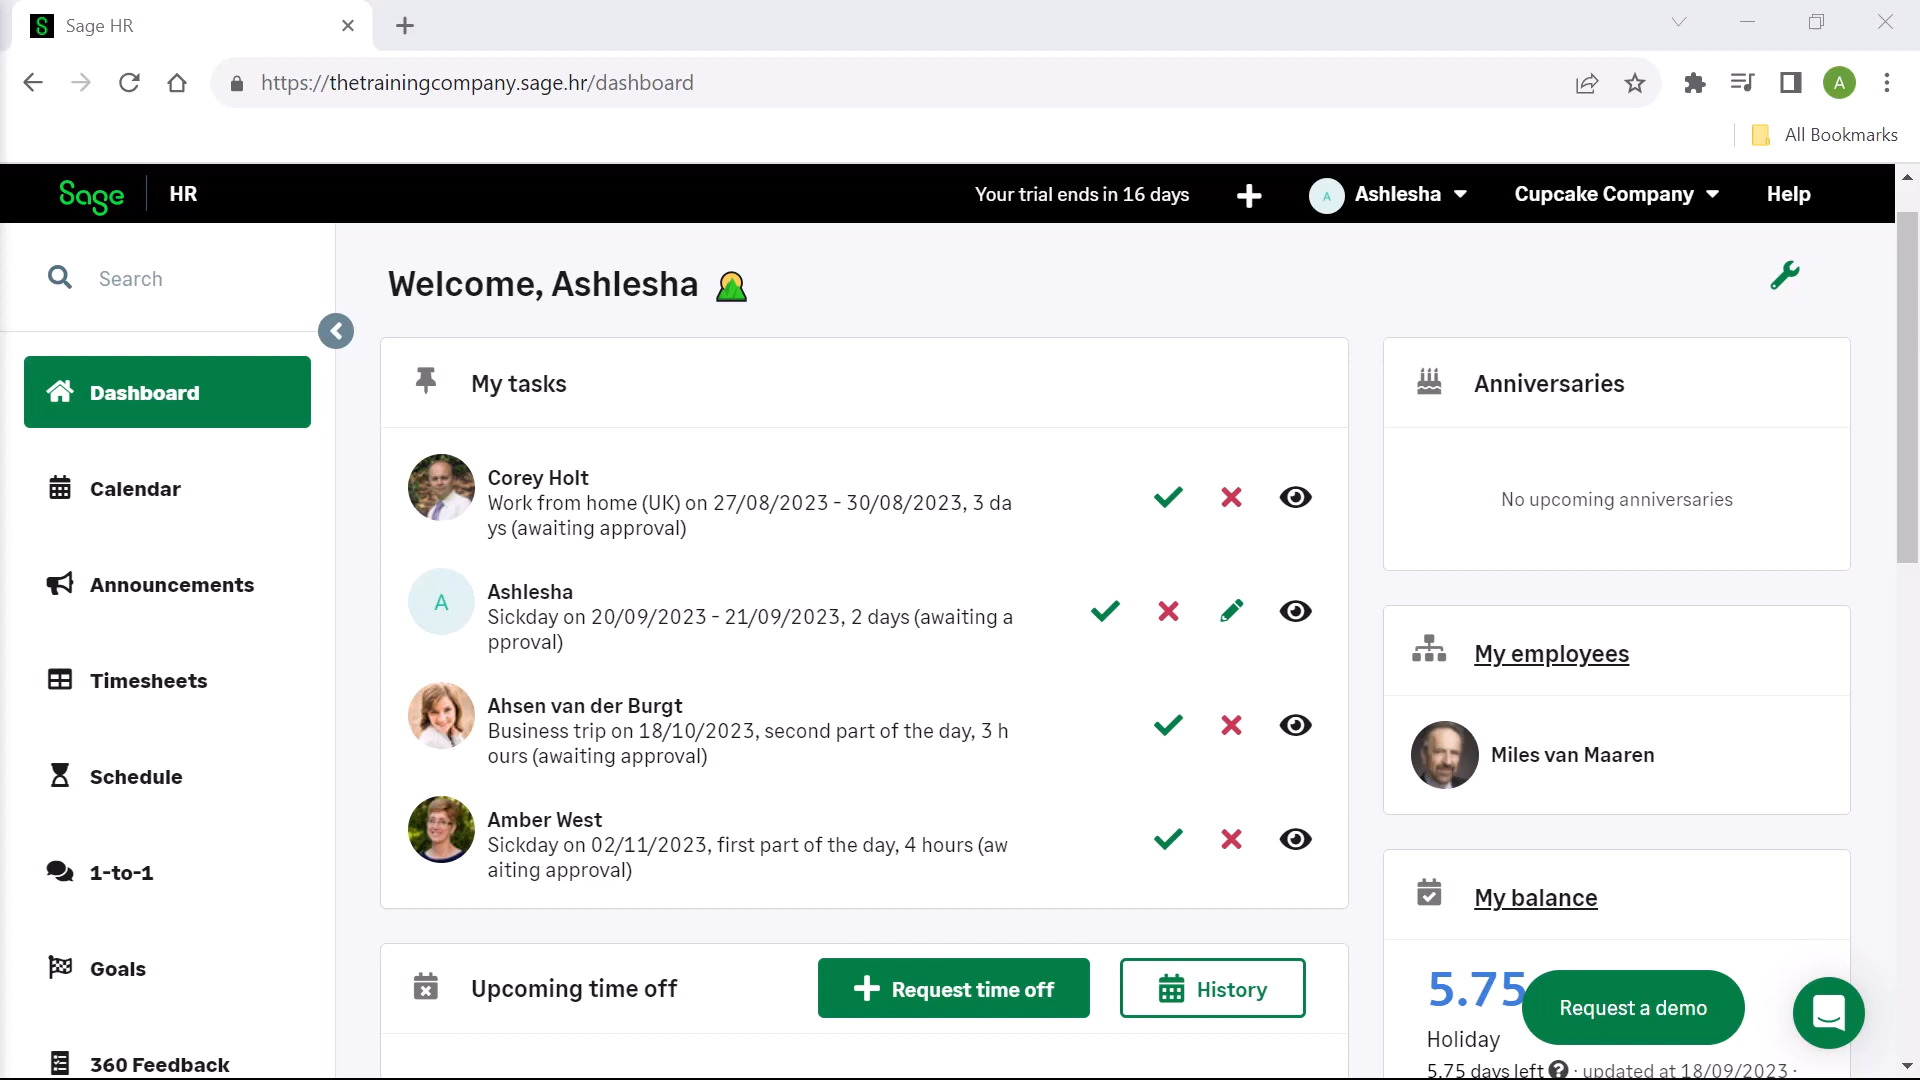 Sage HR
https://thetrainingcompany.sage.hr/dashboard
A
All Bookmarks
Sage HR
Your trial ends in 16 days
A Ashlesha
Cupcake Company
Help
Search
Dashboard
Calendar
Announcements
Timesheets
Schedule
1-to-1
Goals
360 Feedback
Welcome, Ashlesha
My tasks
Corey Holt
Work from home (UK) on 27/08/2023 - 30/08/2023, 3 da
ys (awaiting approval)
A
Ashlesha
Sickday on 20/09/2023 - 21/09/2023, 2 days (awaiting a
pproval)
Ahsen van der Burgt
Business trip on 18/10/2023, second part of the day, 3 h
ours (awaiting approval)
Amber West
Sickday on 02/11/2023, first part of the day, 4 hours (aw
aiting approval)
Upcoming time off
Request time off
History
Anniversaries
No upcoming anniversaries
My employees
Miles van Maaren
My balance
5.75
Request a demo
Holiday
5.75 days left ? · updated at 18/09/2023 ·